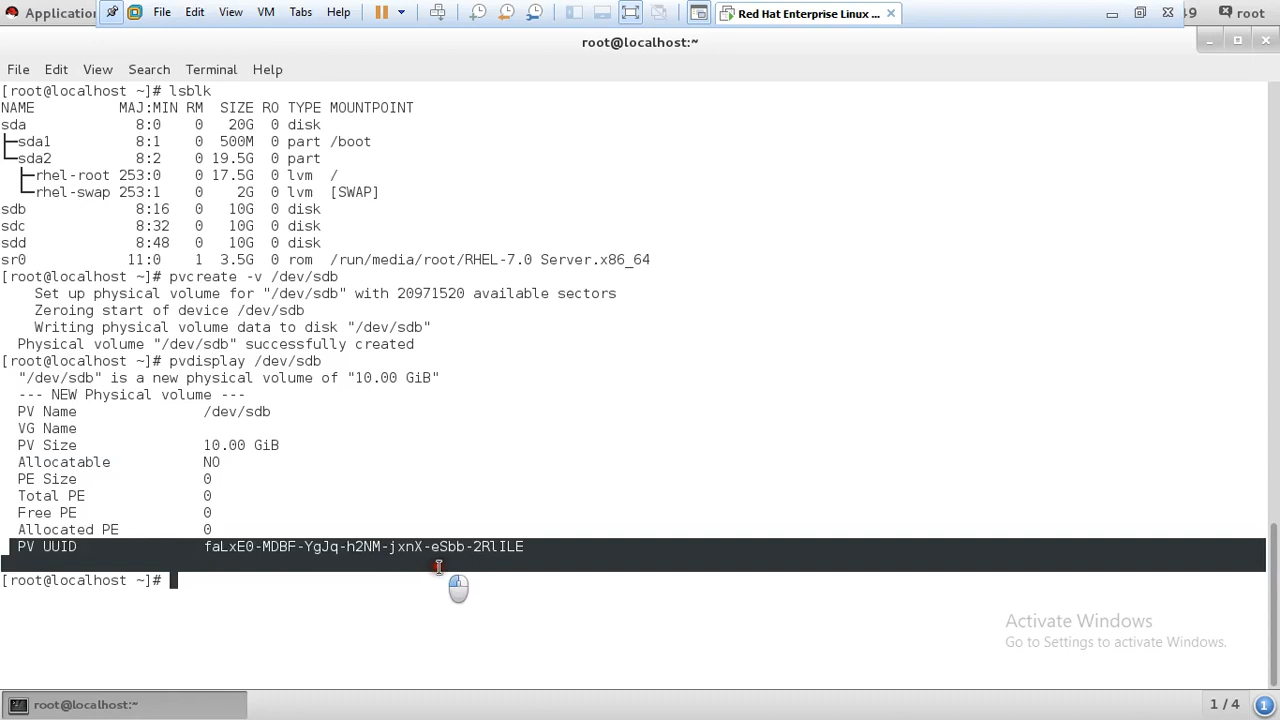 Application File Edit View VM Tabs Help Red Hat Enterprise Linux ... 49 root
root@localhost:~
File Edit View Search Terminal Help
[root@localhost ~]# lsblk
NAME MAJ:MIN RM SIZE RO TYPE MOUNTPOINT
sda 8:0 0 20G 0 disk
├─sda1 8:1 0 500M 0 part /boot
└─sda2 8:2 0 19.5G 0 part
├─rhel-root 253:0 0 17.5G 0 lvm /
└─rhel-swap 253:1 0 2G 0 lvm [SWAP]
sdb 8:16 0 10G 0 disk
sdc 8:32 0 10G 0 disk
sdd 8:48 0 10G 0 disk
sr0 11:0 1 3.5G 0 rom /run/media/root/RHEL-7.0 Server.x86_64
[root@localhost ~]# pvcreate -v /dev/sdb
Set up physical volume for "/dev/sdb" with 20971520 available sectors
Zeroing start of device /dev/sdb
Writing physical volume data to disk "/dev/sdb"
Physical volume "/dev/sdb" successfully created
[root@localhost ~]# pvdisplay /dev/sdb
"/dev/sdb" is a new physical volume of "10.00 GiB"
--- NEW Physical volume ---
PV Name /dev/sdb
VG Name
PV Size 10.00 GiB
Allocatable NO
PE Size 0
Total PE 0
Free PE 0
Allocated PE 0
PV UUID faLxE0-MDBF-YgJq-h2NM-jxnX-eSbb-2RlILE
[root@localhost ~]#
Activate Windows
Go to Settings to activate Windows.
root@localhost:~ 1 / 4 1